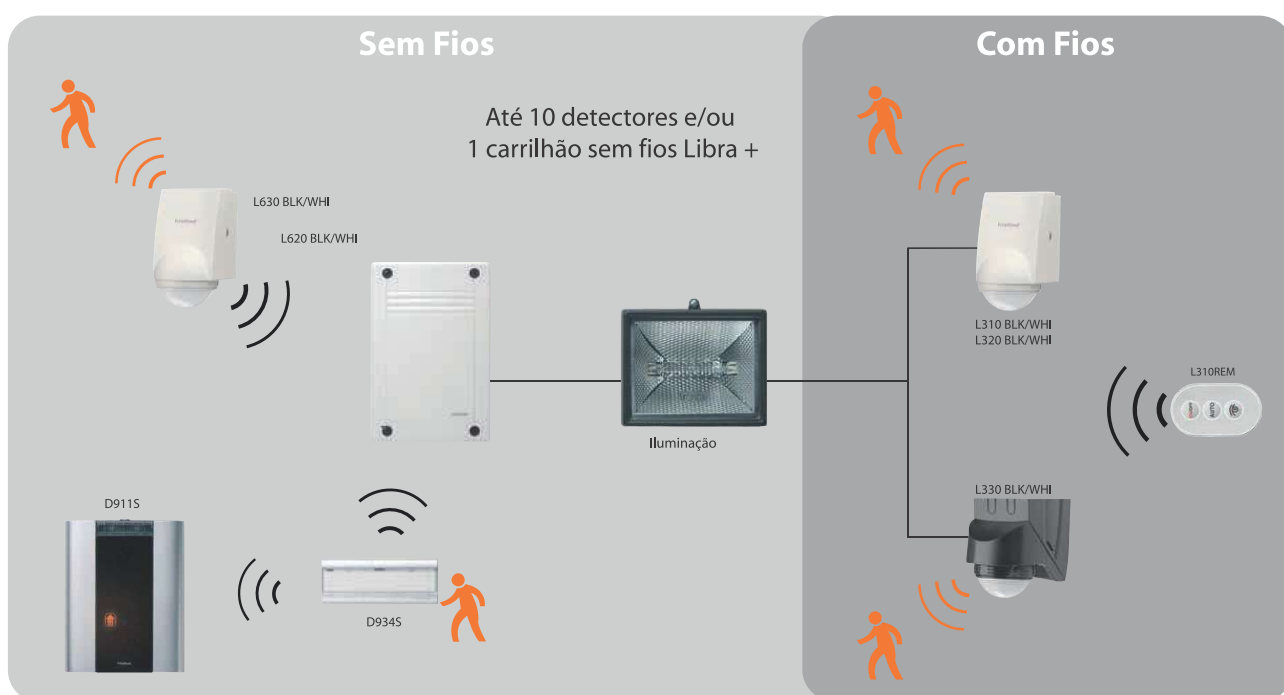 Sem Fios
Com Fios
Até 10 detectores e/ou
1 carrilhão sem fios Libra +
L630 BLK/WHI
L620 BLK/WHI
L310 BLK/WHI
L320 BLK/WHI
L310REM
AUTO
Iluminação
L330 BLK/WHI
D911S
D934S